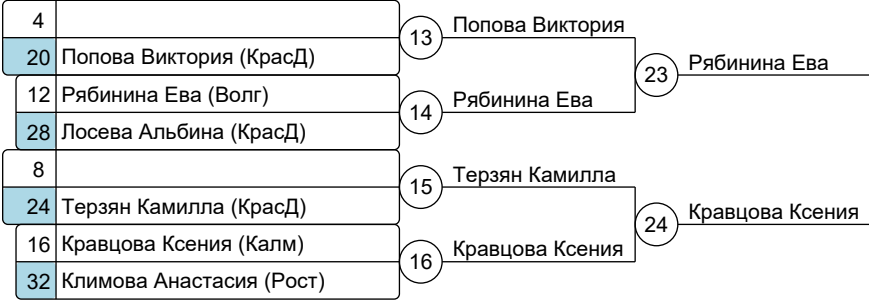 4
13
Попова Виктория
20 Попова Виктория (КрасД)
23
Рябинина Ева
12 Рябинина Ева (Волг)
14
Рябинина Ева
28 Лосева Альбина (КрасД)
8
15
Терзян Камилла
24 Терзян Камилла (КрасД)
24
Кравцова Ксения
16 Кравцова Ксения (Калм)
16
Кравцова Ксения
32 Климова Анастасия (Рост)